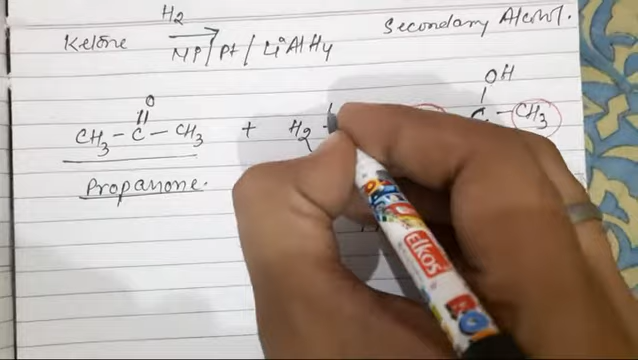 Ketone H2 Secondary Alcohol.
Ni/Pt/LiAlH4
O OH
CH3 - C - CH3 + H2 C - CH3
Propanone.
Elkos